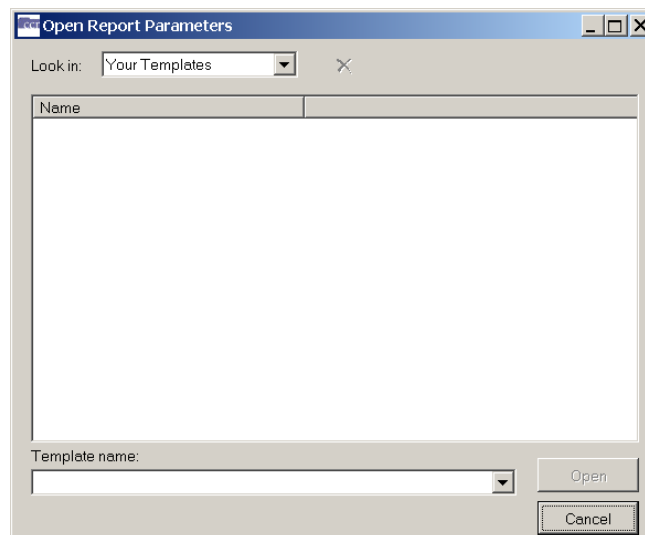 Open Report Parameters
Look in: Your Templates
Name
Template name:
Open
Cancel